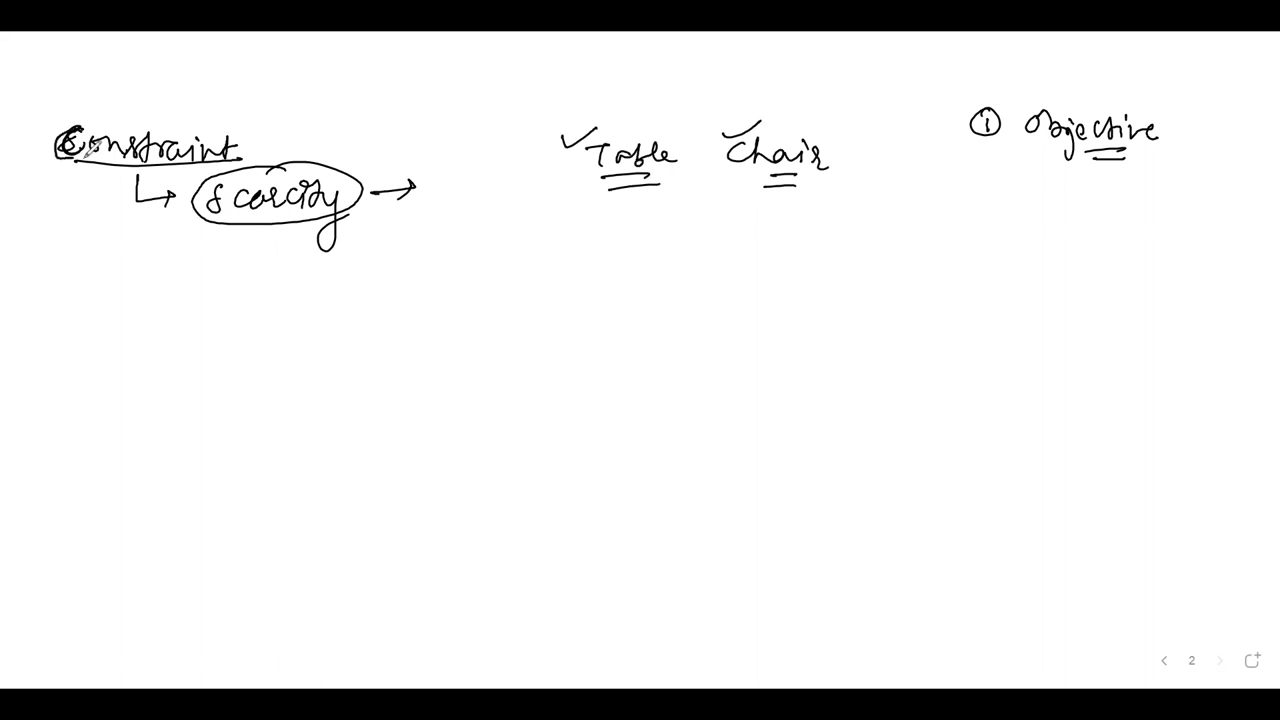 Constraint
↳ Scarcity →
✓Table ✓Chair
① Objective
< 2 >